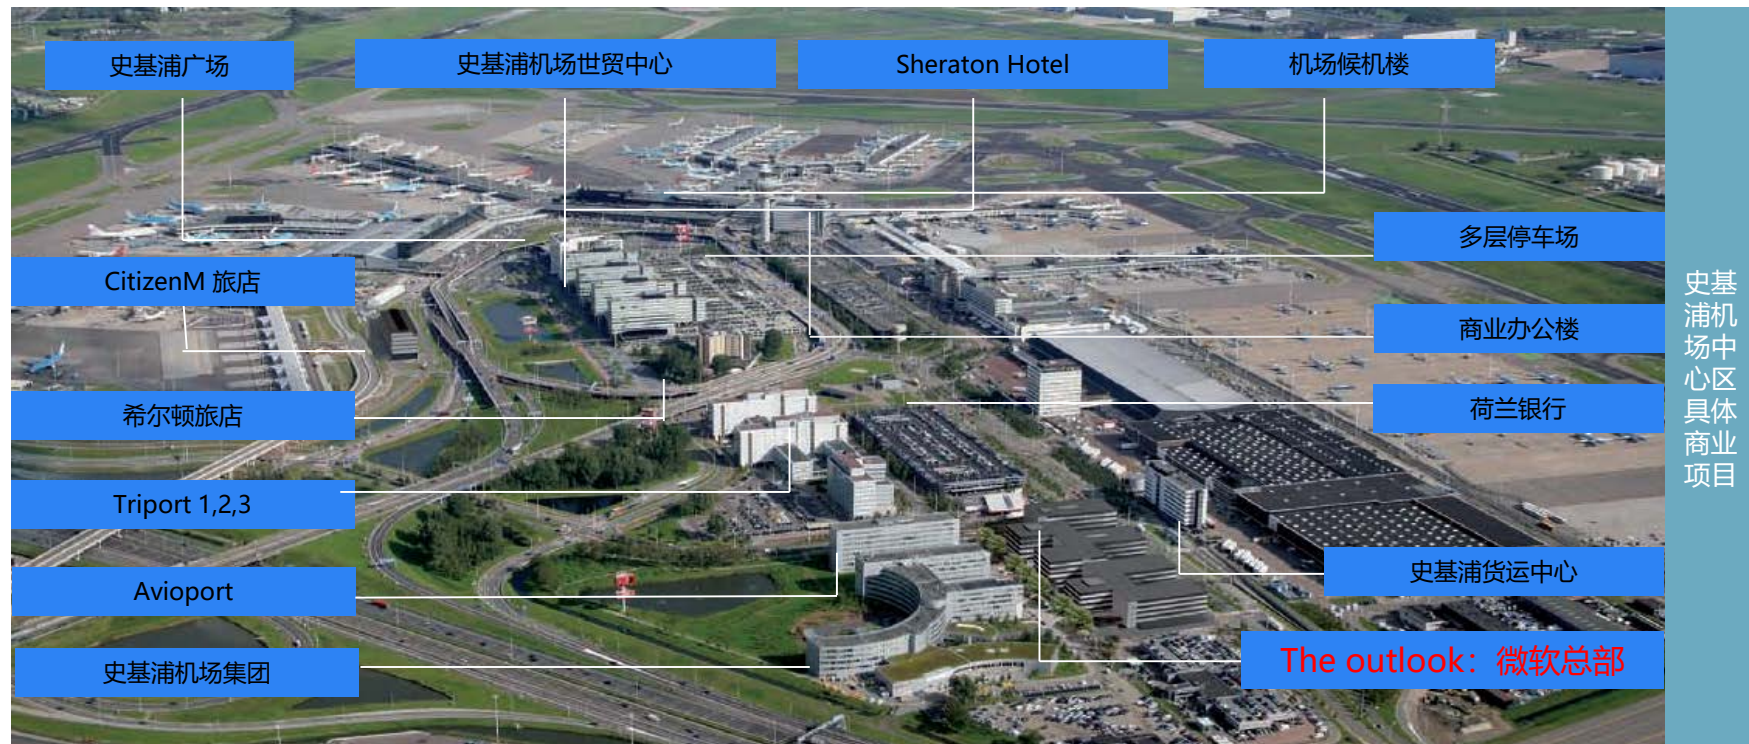 史基浦广场
史基浦机场世贸中心
Sheraton Hotel
机场候机楼
多层停车场
CitizenM 旅店
商业办公楼
希尔顿旅店
荷兰银行
Triport 1,2,3
史基浦货运中心
Avioport
The outlook：微软总部
史基浦机场集团
史基
浦机
场中
心区
具体
商业
项目